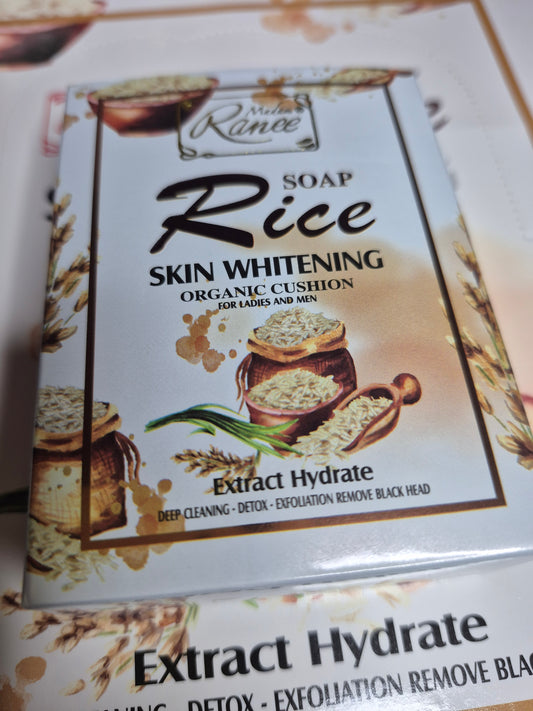 Melea
Ranee
SOAP
Rice
SKIN WHITENING
ORGANIC CUSHION
FOR LADIES AND MEN
Extract Hydrate
DEEP CLEANING - DETOX - EXFOLIATION REMOVE BLACK HEAD
Extract Hydrate
DETOX - EXFOLIATION REMOVE